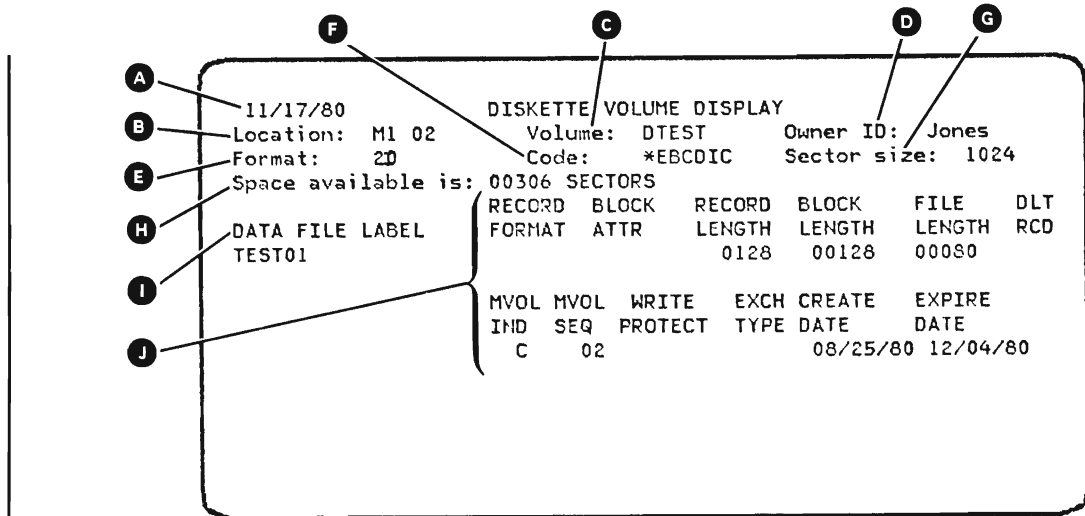 F C D G
A
11/17/80 DISKETTE VOLUME DISPLAY
B
Location: M1 02 Volume: DTEST Owner ID: Jones
E
Format: 2D Code: *EBCDIC Sector size: 1024
H
Space available is: 00306 SECTORS
RECORD BLOCK RECORD BLOCK FILE DLT
DATA FILE LABEL FORMAT ATTR LENGTH LENGTH LENGTH RCD
TEST01 0128 00128 00080
I
MVOL MVOL WRITE EXCH CREATE EXPIRE
IND SEQ PROTECT TYPE DATE DATE
J
C 02 08/25/80 12/04/80